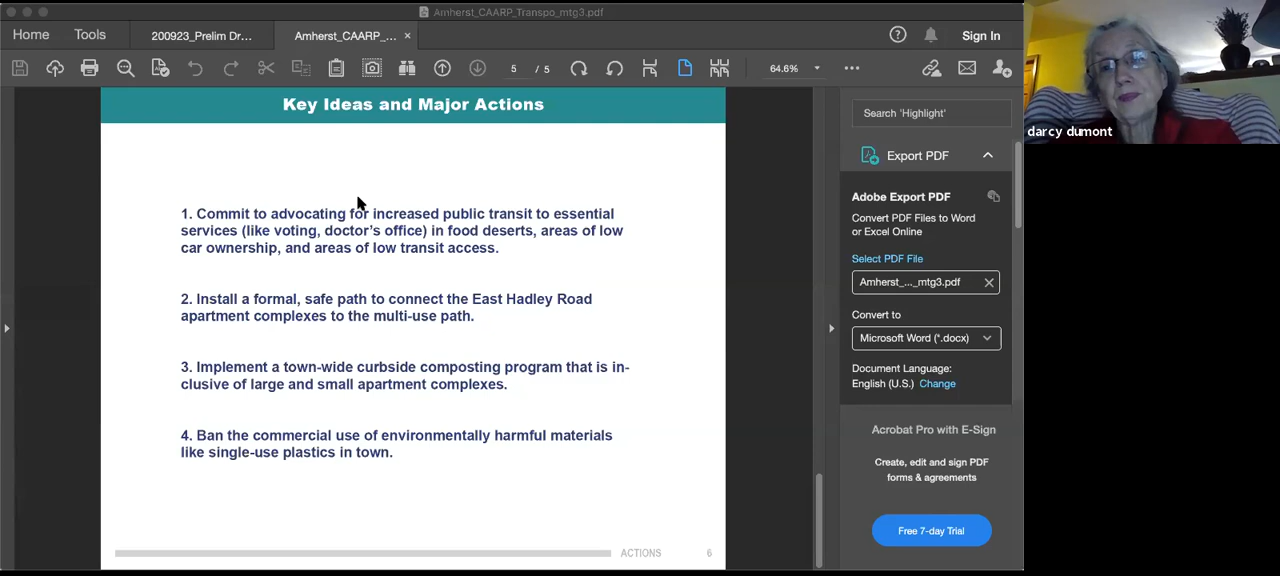 Amherst_CAARP_Transpo_mtg3.pdf
Home
Tools
200923_Prelim Dr...
Amherst_CAARP_...
×
Sign In
5
/ 5
64.6%
Key Ideas and Major Actions
1. Commit to advocating for increased public transit to essential
services (like voting, doctor's office) in food deserts, areas of low
car ownership, and areas of low transit access.
2. Install a formal, safe path to connect the East Hadley Road
apartment complexes to the multi-use path.
3. Implement a town-wide curbside composting program that is in-
clusive of large and small apartment complexes.
4. Ban the commercial use of environmentally harmful materials
like single-use plastics in town.
ACTIONS 6
Search 'Highlight'
Export PDF
Adobe Export PDF
Convert PDF Files to Word
or Excel Online
Select PDF File
Amherst_..._mtg3.pdf
Convert to
Microsoft Word (*.docx)
Document Language:
English (U.S.) Change
Acrobat Pro with E-Sign
Create, edit and sign PDF
forms & agreements
Free 7-day Trial
darcy dumont